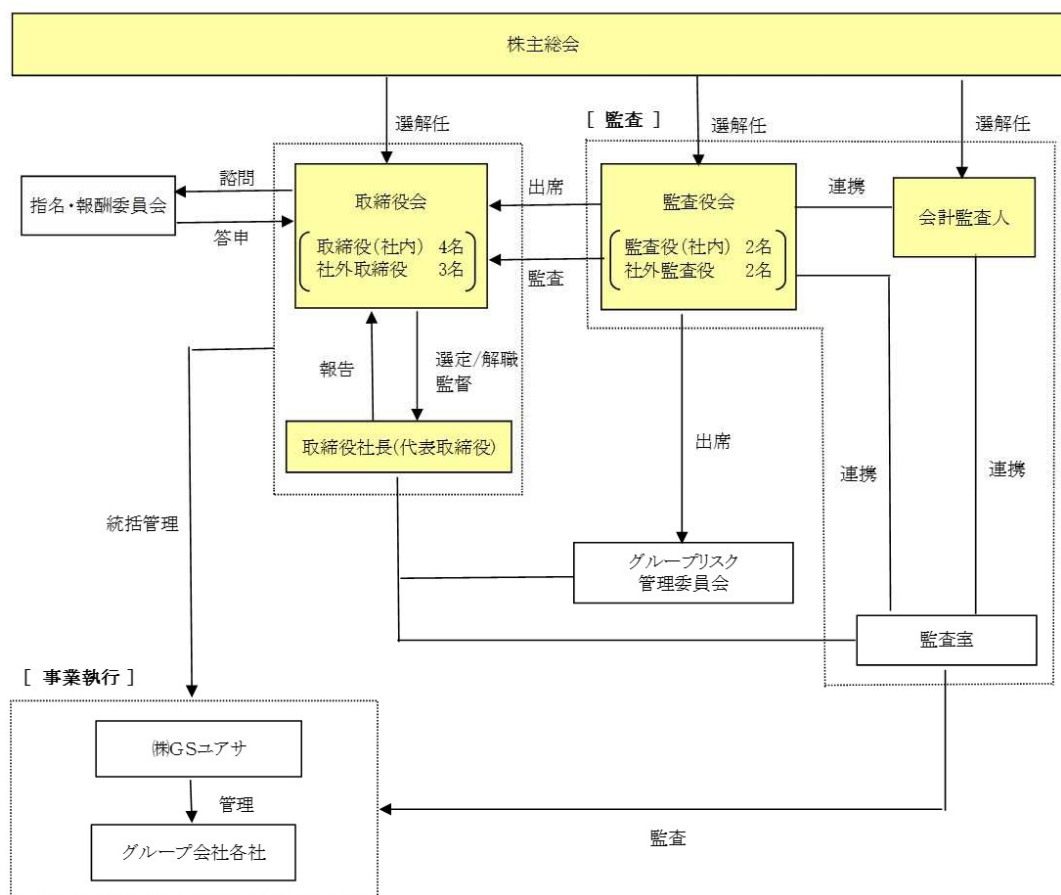 株主総会
選解任
[ 監査 ]
選解任
選解任
指名・報酬委員会
諮問
答申
取締役会
取締役(社内) 4名
社外取締役 3名
出席
監査
監査役会
監査役(社内) 2名
社外監査役 2名
連携
会計監査人
報告
選定/解職
監督
取締役社長(代表取締役)
出席
連携
連携
統括管理
グループリスク
管理委員会
監査室
[ 事業執行 ]
㈱GSユアサ
管理
グループ会社各社
監査